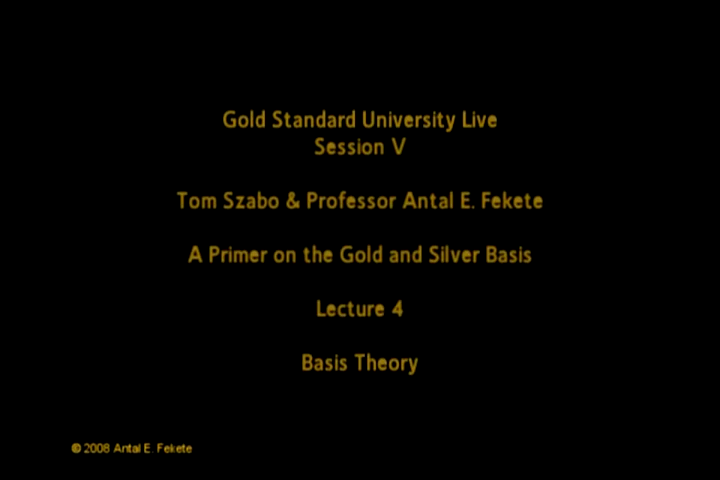 Gold Standard University Live
Session V
Tom Szabo & Professor Antal E. Fekete
A Primer on the Gold and Silver Basis
Lecture 4
Basis Theory
© 2008 Antal E. Fekete